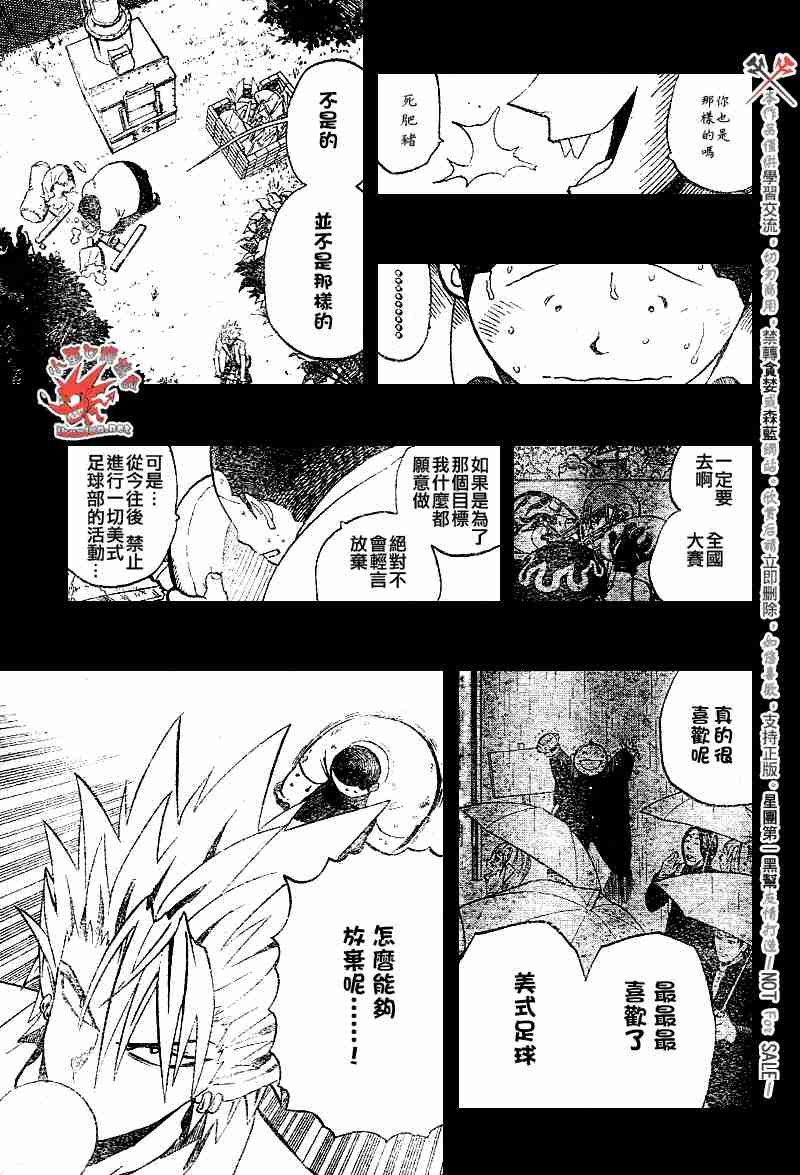 你也是
那樣的嗎
死肥豬
………
不是的
並不是那樣的
一定要
去啊
全國
大賽
如果是為了
那個目標
我什麼都
願意做
絕對不
會輕言
放棄
可是…
從今往後 禁止
進行一切美式
足球部的活動…
真的很
喜歡呢
最最最
喜歡了
美式足球
怎麼能夠
放棄呢……！
本作品僅供學習交流，切勿商用，禁轉貪婪或森藍網站。欣賞后請立即刪除，如您喜歡，支持正版。星團第一黑幫友情打造—NOT For SALE—